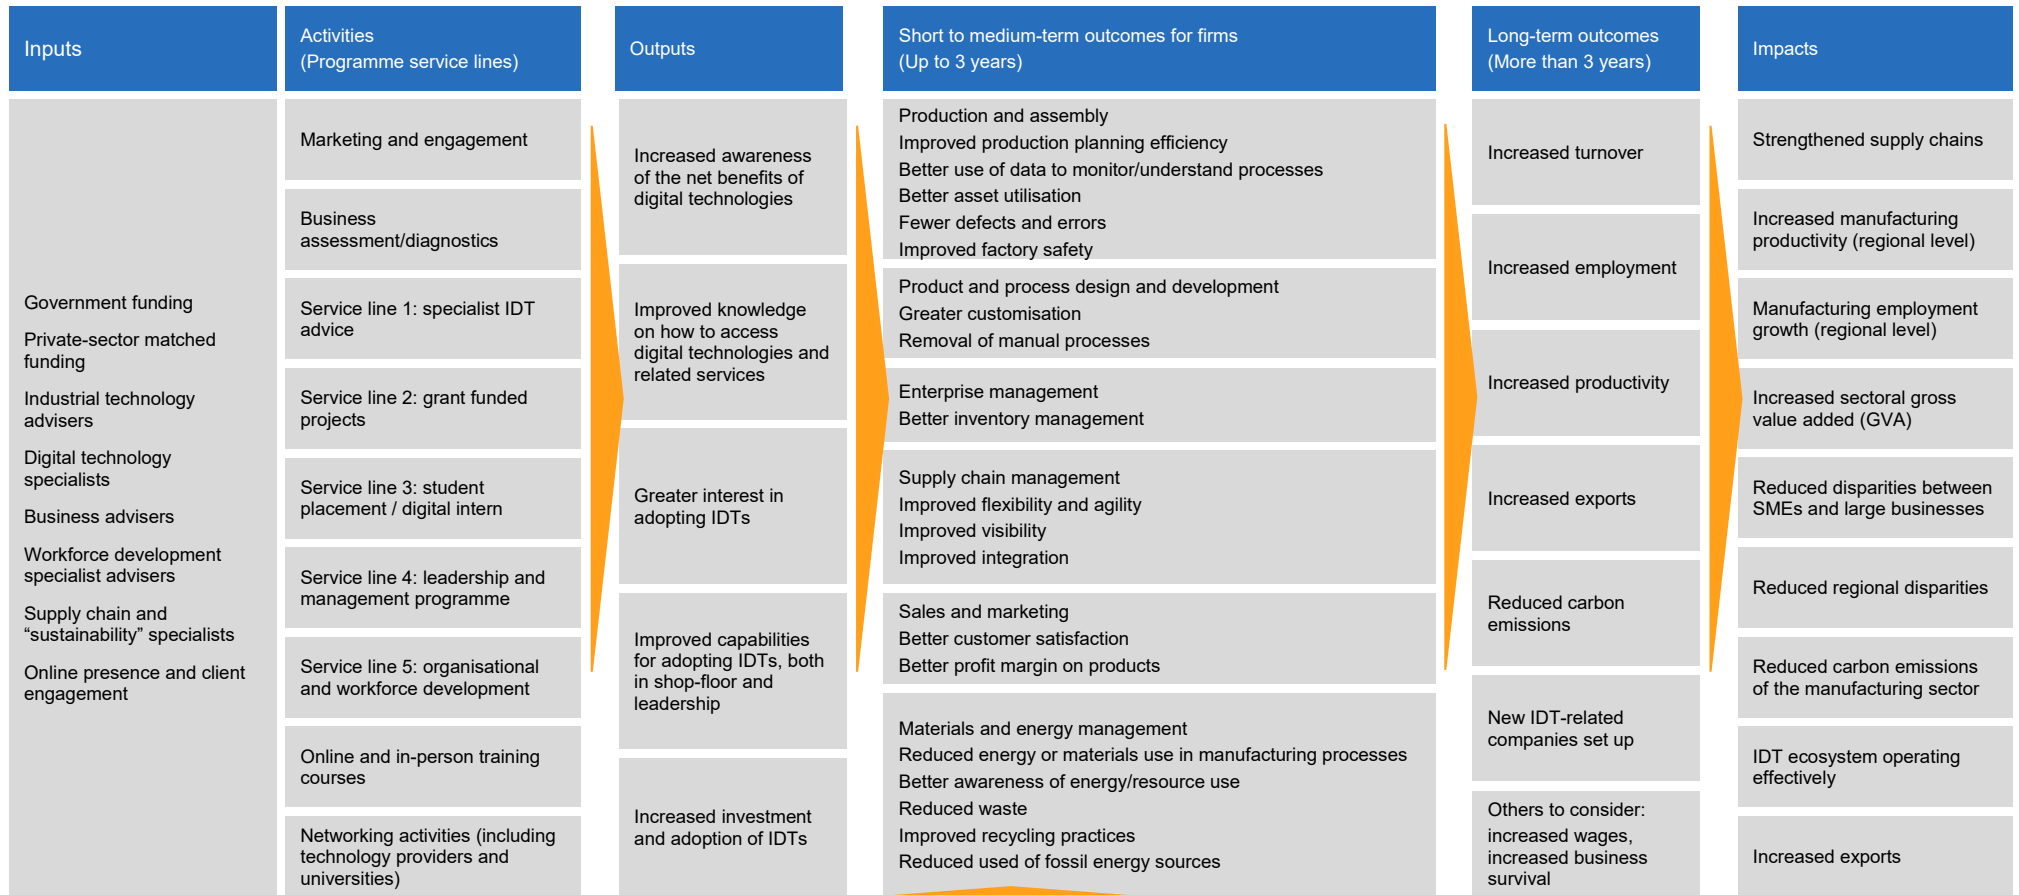 Inputs
Government funding
Private-sector matched
funding
Industrial technology
advisers
Digital technology
specialists
Business advisers
Workforce development
specialist advisers
Supply chain and
“sustainability” specialists
Online presence and client
engagement
Activities
(Programme service lines)
Marketing and engagement
Business
assessment/diagnostics
Service line 1: specialist IDT
advice
Service line 2: grant funded
projects
Service line 3: student
placement / digital intern
Service line 4: leadership and
management programme
Service line 5: organisational
and workforce development
Online and in-person training
courses
Networking activities (including
technology providers and
universities)
Outputs
Increased awareness
of the net benefits of
digital technologies
Improved knowledge
on how to access
digital technologies and
related services
Greater interest in
adopting IDTs
Improved capabilities
for adopting IDTs, both
in shop-floor and
leadership
Increased investment
and adoption of IDTs
Short to medium-term outcomes for firms
(Up to 3 years)
Production and assembly
Improved production planning efficiency
Better use of data to monitor/understand processes
Better asset utilisation
Fewer defects and errors
Improved factory safety
Product and process design and development
Greater customisation
Removal of manual processes
Enterprise management
Better inventory management
Supply chain management
Improved flexibility and agility
Improved visibility
Improved integration
Sales and marketing
Better customer satisfaction
Better profit margin on products
Materials and energy management
Reduced energy or materials use in manufacturing processes
Better awareness of energy/resource use
Reduced waste
Improved recycling practices
Reduced used of fossil energy sources
Long-term outcomes
(More than 3 years)
Increased turnover
Increased employment
Increased productivity
Increased exports
Reduced carbon
emissions
New IDT-related
companies set up
Others to consider:
increased wages,
increased business
survival
Impacts
Strengthened supply chains
Increased manufacturing
productivity (regional level)
Manufacturing employment
growth (regional level)
Increased sectoral gross
value added (GVA)
Reduced disparities between
SMEs and large businesses
Reduced regional disparities
Reduced carbon emissions
of the manufacturing sector
IDT ecosystem operating
effectively
Increased exports